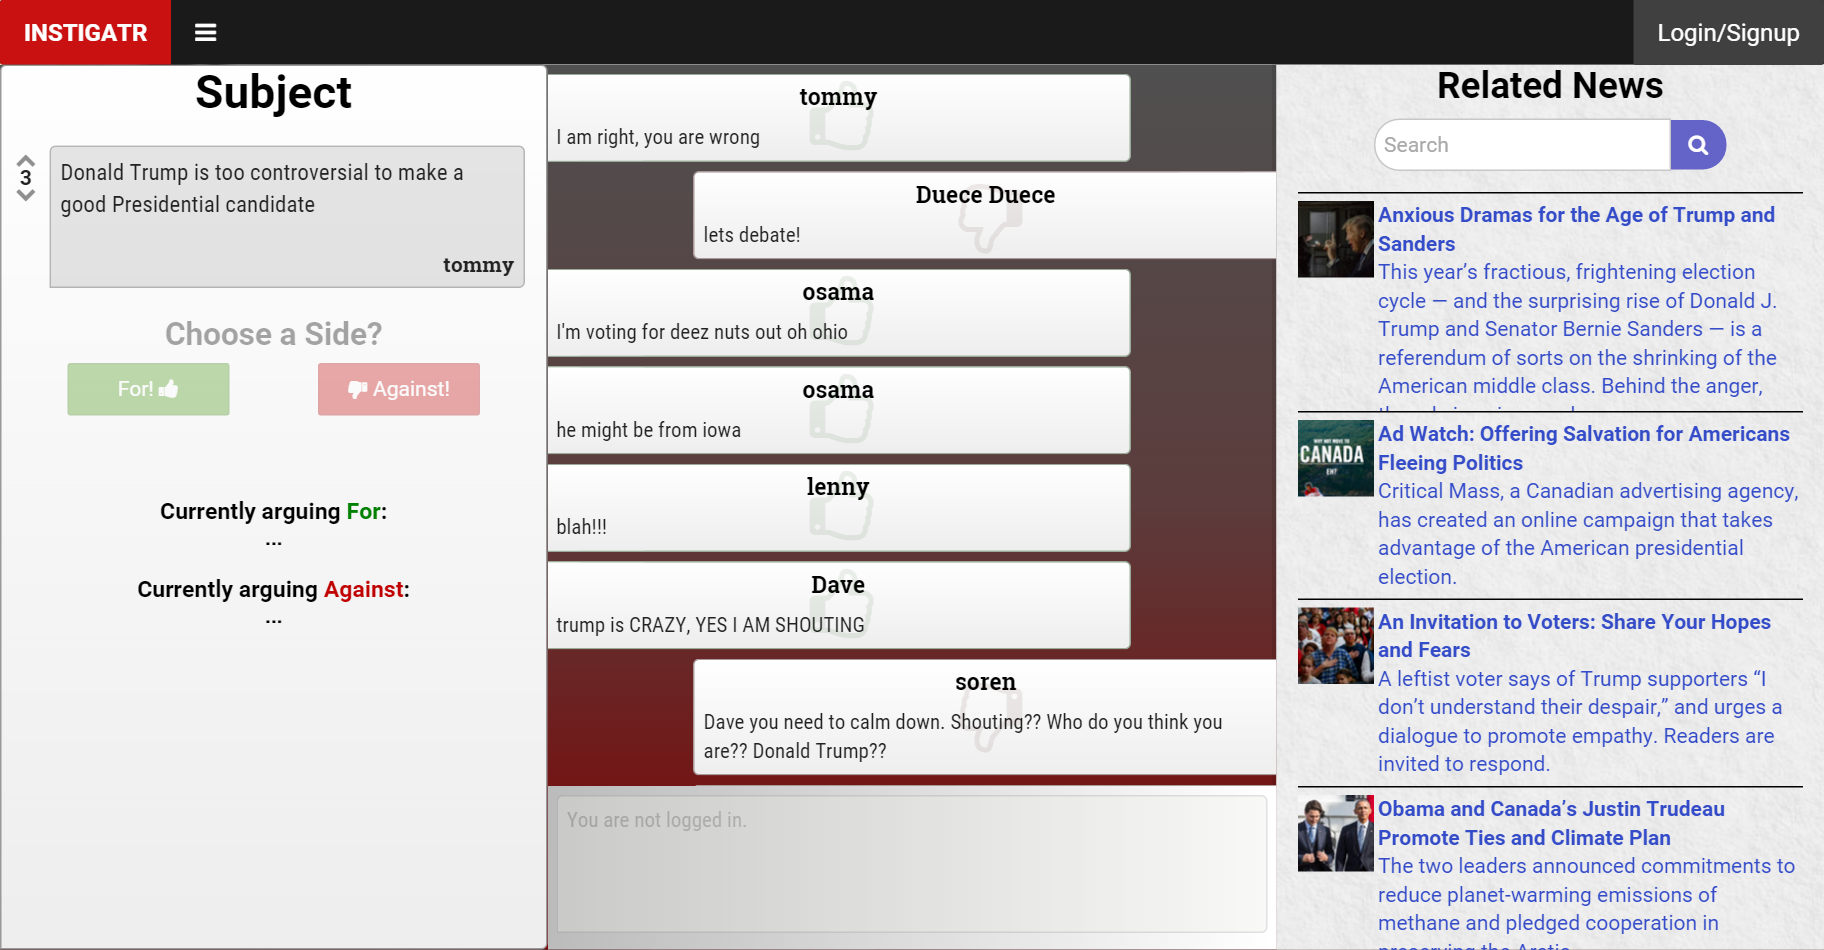 INSTIGATR
Login/Signup
Subject
3
Donald Trump is too controversial to make a
good Presidential candidate
tommy
Choose a Side?
For!
Against!
Currently arguing For:
...
Currently arguing Against:
...
tommy
I am right, you are wrong
Duece Duece
lets debate!
osama
I'm voting for deez nuts out oh ohio
osama
he might be from iowa
lenny
blah!!!
Dave
trump is CRAZY, YES I AM SHOUTING
soren
Dave you need to calm down. Shouting?? Who do you think you
are?? Donald Trump??
You are not logged in.
Related News
Search
Anxious Dramas for the Age of Trump and
Sanders
This year’s fractious, frightening election
cycle — and the surprising rise of Donald J.
Trump and Senator Bernie Sanders — is a
referendum of sorts on the shrinking of the
American middle class. Behind the anger,
WHY NOT MOVE TO
CANADA
EH?
Ad Watch: Offering Salvation for Americans
Fleeing Politics
Critical Mass, a Canadian advertising agency,
has created an online campaign that takes
advantage of the American presidential
election.
An Invitation to Voters: Share Your Hopes
and Fears
A leftist voter says of Trump supporters “I
don’t understand their despair,” and urges a
dialogue to promote empathy. Readers are
invited to respond.
Obama and Canada’s Justin Trudeau
Promote Ties and Climate Plan
The two leaders announced commitments to
reduce planet-warming emissions of
methane and pledged cooperation in
preserving the Arctic.